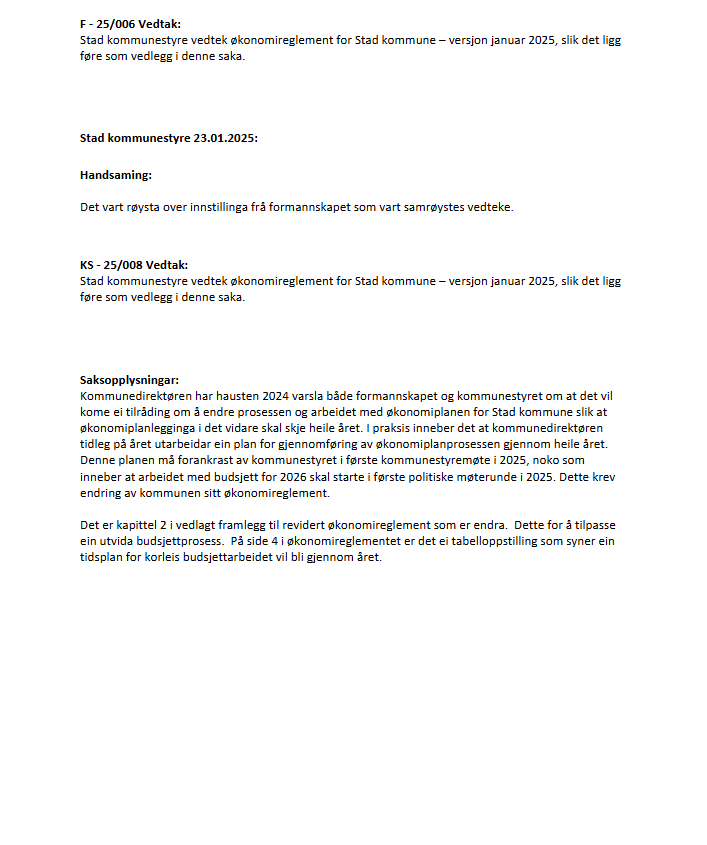 F - 25/006 Vedtak:
Stad kommunestyre vedtek økonomireglement for Stad kommune – versjon januar 2025, slik det ligg
føre som vedlegg i denne saka.
Stad kommunestyre 23.01.2025:
Handsaming:
Det vart røysta over innstillinga frå formannskapet som vart samrøystes vedteke.
KS - 25/008 Vedtak:
Stad kommunestyre vedtek økonomireglement for Stad kommune – versjon januar 2025, slik det ligg
føre som vedlegg i denne saka.
Saksopplysningar:
Kommunedirektøren har hausten 2024 varsla både formannskapet og kommunestyret om at det vil
kome ei tilråding om å endre prosessen og arbeidet med økonomiplanen for Stad kommune slik at
økonomiplanlegginga i det vidare skal skje heile året. I praksis inneber det at kommunedirektøren
tidleg på året utarbeidar ein plan for gjennomføring av økonomiplanprosessen gjennom heile året.
Denne planen må forankrast av kommunestyret i første kommunestyremøte i 2025, noko som
inneber at arbeidet med budsjett for 2026 skal starte i første politiske møterunde i 2025. Dette krev
endring av kommunen sitt økonomireglement.
Det er kapittel 2 i vedlagt framlegg til revidert økonomireglement som er endra.  Dette for å tilpasse
ein utvida budsjettprosess.  På side 4 i økonomireglementet er det ei tabelloppstilling som syner ein
tidsplan for korleis budsjettarbeidet vil bli gjennom året.